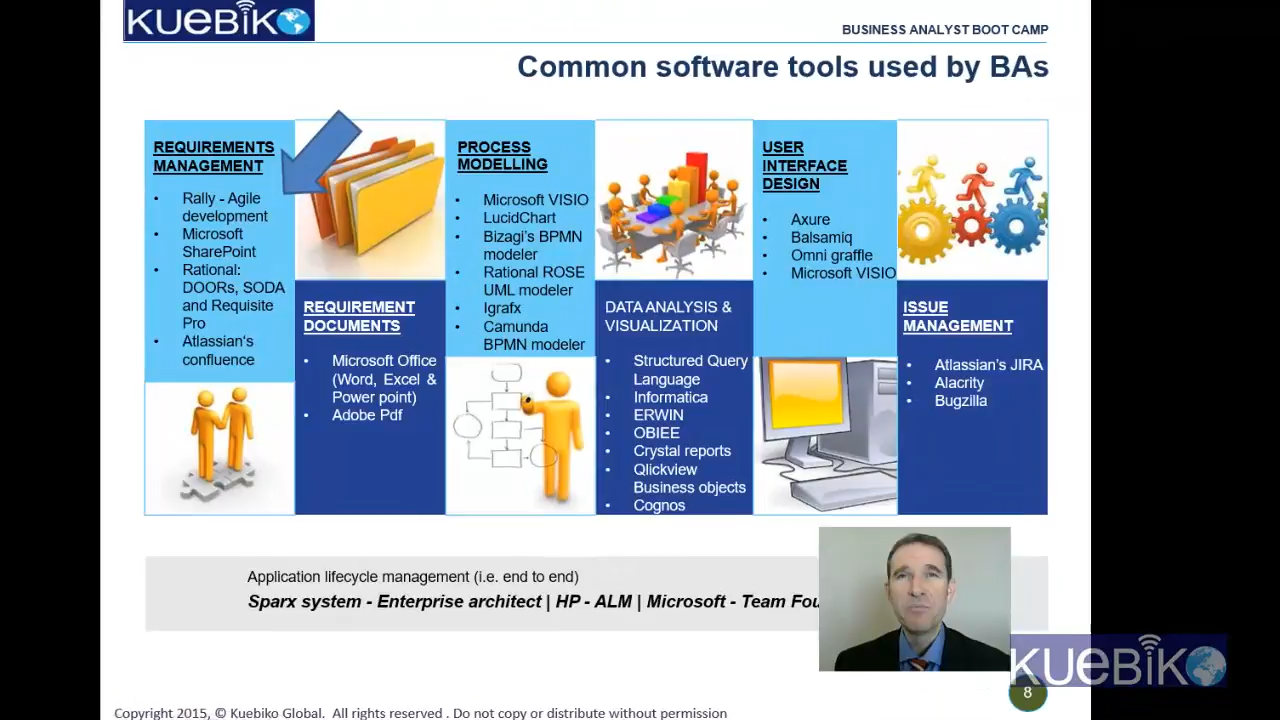 KUEBIKO
BUSINESS ANALYST BOOT CAMP
Common software tools used by BAs
REQUIREMENTS
MANAGEMENT
• Rally - Agile
development
• Microsoft
SharePoint
• Rational:
DOORs, SODA
and Requisite
Pro
• Atlassian's
confluence
REQUIREMENT
DOCUMENTS
• Microsoft Office
(Word, Excel &
Power point)
• Adobe Pdf
PROCESS
MODELLING
• Microsoft VISIO
• LucidChart
• Bizagi's BPMN
modeler
• Rational ROSE
UML modeler
• Igrafx
• Camunda
BPMN modeler
DATA ANALYSIS &
VISUALIZATION
• Structured Query
Language
• Informatica
• ERWIN
• OBIEE
• Crystal reports
• Qlickview
Business objects
• Cognos
USER
INTERFACE
DESIGN
• Axure
• Balsamiq
• Omni graffle
• Microsoft VISIO
ISSUE
MANAGEMENT
• Atlassian's JIRA
• Alacrity
• Bugzilla
Application lifecycle management (i.e. end to end)
Sparx system - Enterprise architect | HP - ALM | Microsoft - Team Fou
KUEBIKO
8
Copyright 2015, © Kuebiko Global. All rights reserved . Do not copy or distribute without permission